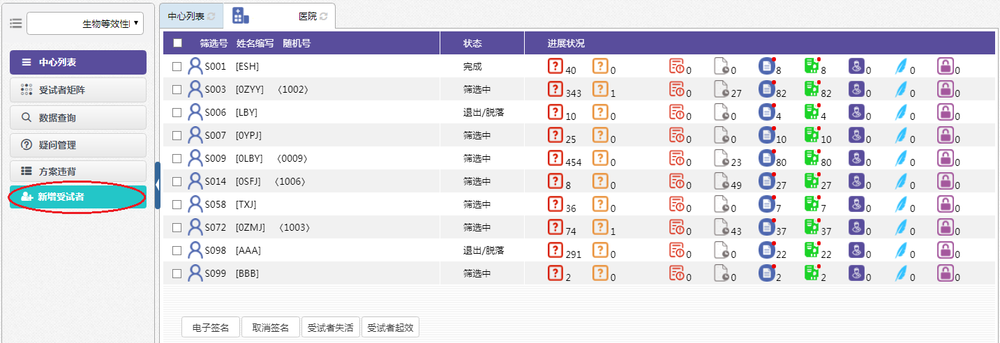 生物等效性
中心列表
受试者矩阵
数据查询
疑问管理
方案违背
新增受试者
中心列表 医院
筛选号 姓名缩写 随机号 状态 进展状况
S001 [ESH] 完成 ? 40 ? 0 0 0 8 8 0 0 0
S003 [0ZYY] 〈1002〉 筛选中 ? 343 ? 1 0 27 82 82 0 0 0
S006 [LBY] 退出/脱落 ? 10 ? 0 0 0 4 4 0 0 0
S007 [0YPJ] 筛选中 ? 25 ? 0 0 0 10 10 0 0 0
S009 [0LBY] 〈0009〉 筛选中 ? 454 ? 0 0 23 80 80 0 0 0
S014 [0SFJ] 〈1006〉 筛选中 ? 8 ? 0 0 49 27 27 0 0 0
S058 [TXJ] 筛选中 ? 36 ? 0 0 0 7 7 0 0 0
S072 [0ZMJ] 〈1003〉 筛选中 ? 74 ? 1 0 43 37 37 0 0 0
S098 [AAA] 退出/脱落 ? 291 ? 0 0 0 22 22 0 0 0
S099 [BBB] 筛选中 ? 2 ? 0 0 0 2 2 0 0 0
电子签名 取消签名 受试者失活 受试者起效